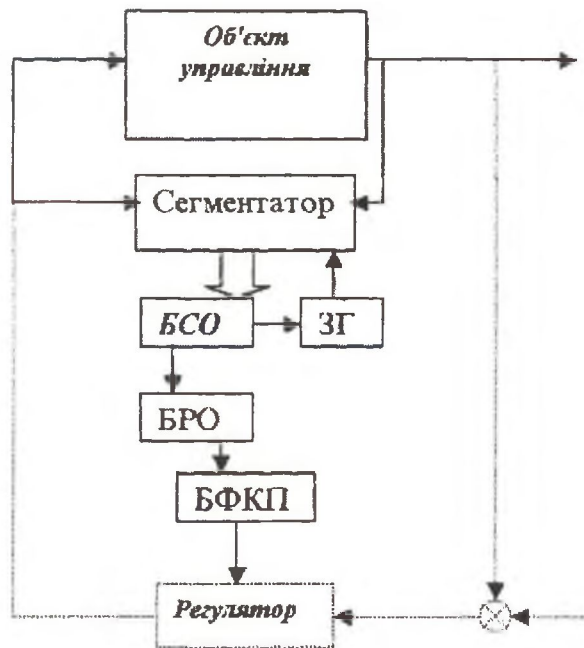 Об'єкт
управління
Сегментатор
БСО
ЗГ
БРО
БФКП
Регулятор